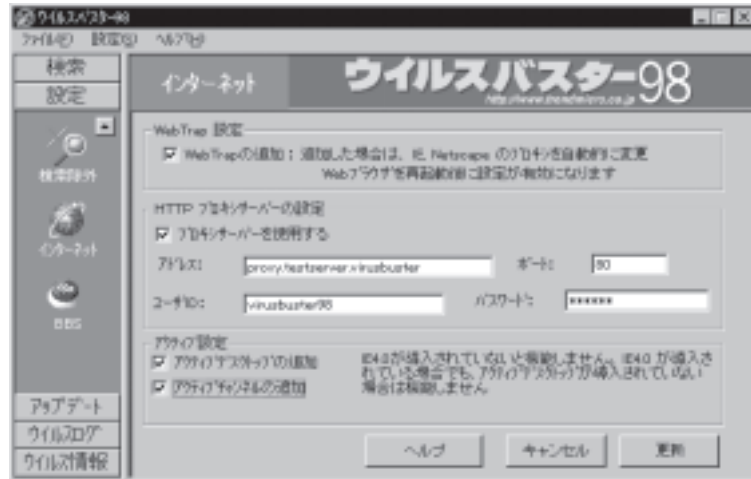 ウイルスバスター98
ファイル(F) 設定(S) ヘルプ(H)
検索
設定
検索除外
インターネット
BBS
アップデート
ウイルスログ
ウイルス情報
インターネット
ウイルスバスター98
http://www.trendmicro.co.jp
WebTrap 設定
WebTrapの追加 : 追加した場合は、IE, Netscape のプロキシを自動的に変更
Webブラウザを再起動後に設定が有効になります
HTTP プロキシサーバーの設定
プロキシサーバーを使用する
アドレス:
proxy.testserver.virusbuster
ポート:
80
ユーザID:
virusbuster98
パスワード:
******
アクティブ設定
アクティブデスクトップの追加
アクティブチャンネルの追加
IE4.0が導入されていないと機能しません。IE4.0 が導入さ
れている場合でも、アクティブデスクトップが導入されていない
場合は機能しません
ヘルプ
キャンセル
更新